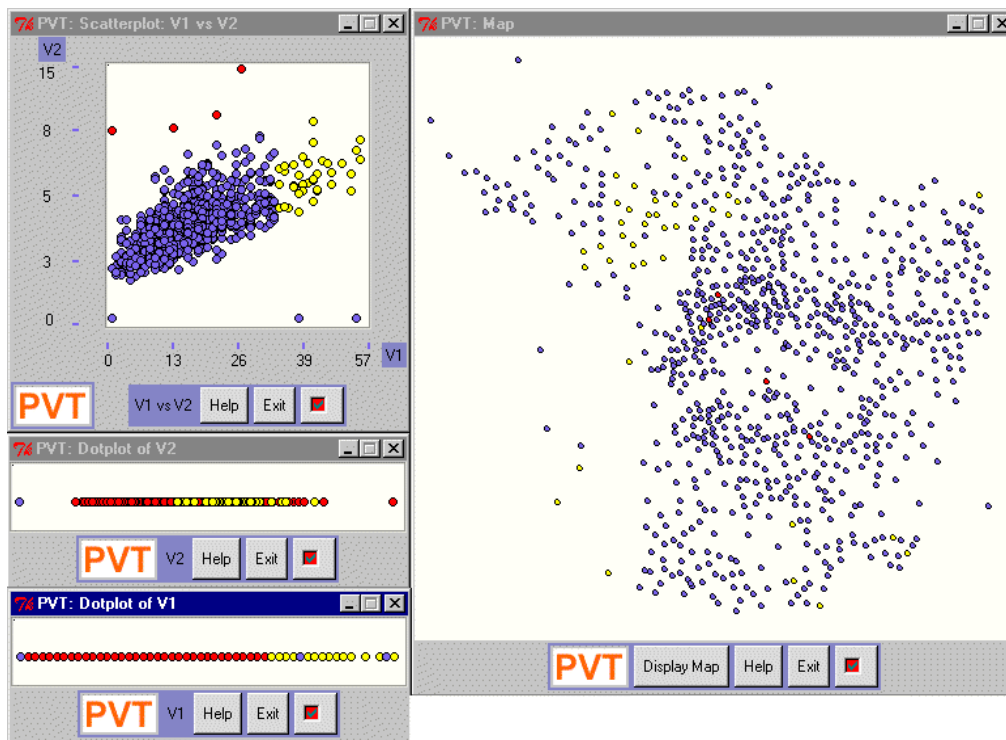 PVT: Scatterplot: V1 vs V2
V2
15
8
5
3
0
0 13 26 39 57 V1
PVT V1 vs V2 Help Exit
PVT: Dotplot of V2
PVT V2 Help Exit
PVT: Dotplot of V1
PVT V1 Help Exit
PVT: Map
PVT Display Map Help Exit